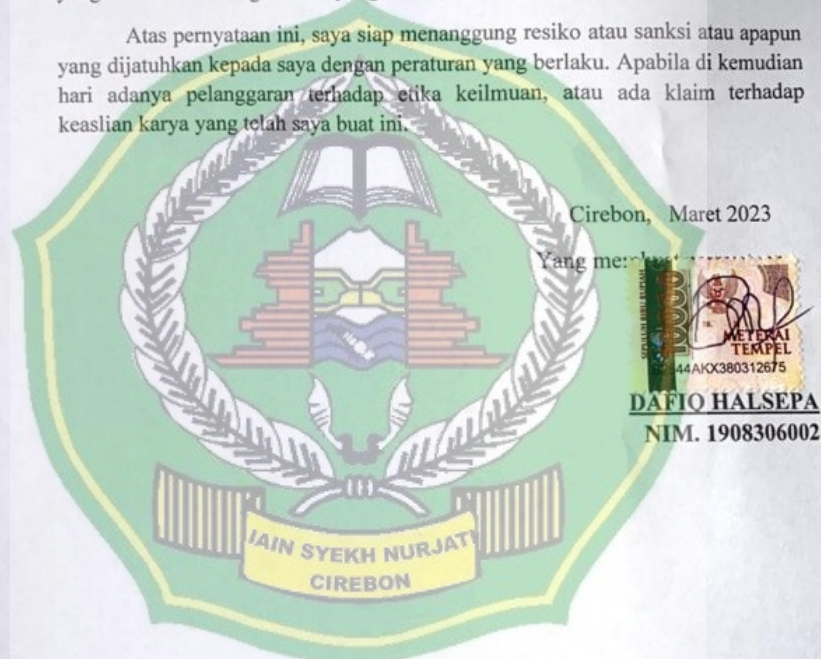 Atas pernyataan ini, saya siap menanggung resiko atau sanksi atau apapun
yang dijatuhkan kepada saya dengan peraturan yang berlaku. Apabila di kemudian
hari adanya pelanggaran terhadap etika keilmuan, atau ada klaim terhadap
keaslian karya yang telah saya buat ini.
Cirebon, Maret 2023
Yang
METERAI
TEMPEL
44AKX380312675
DAFIQ HALSEPA
NIM. 1908306002
IAIN SYEKH NURJATI
CIREBON